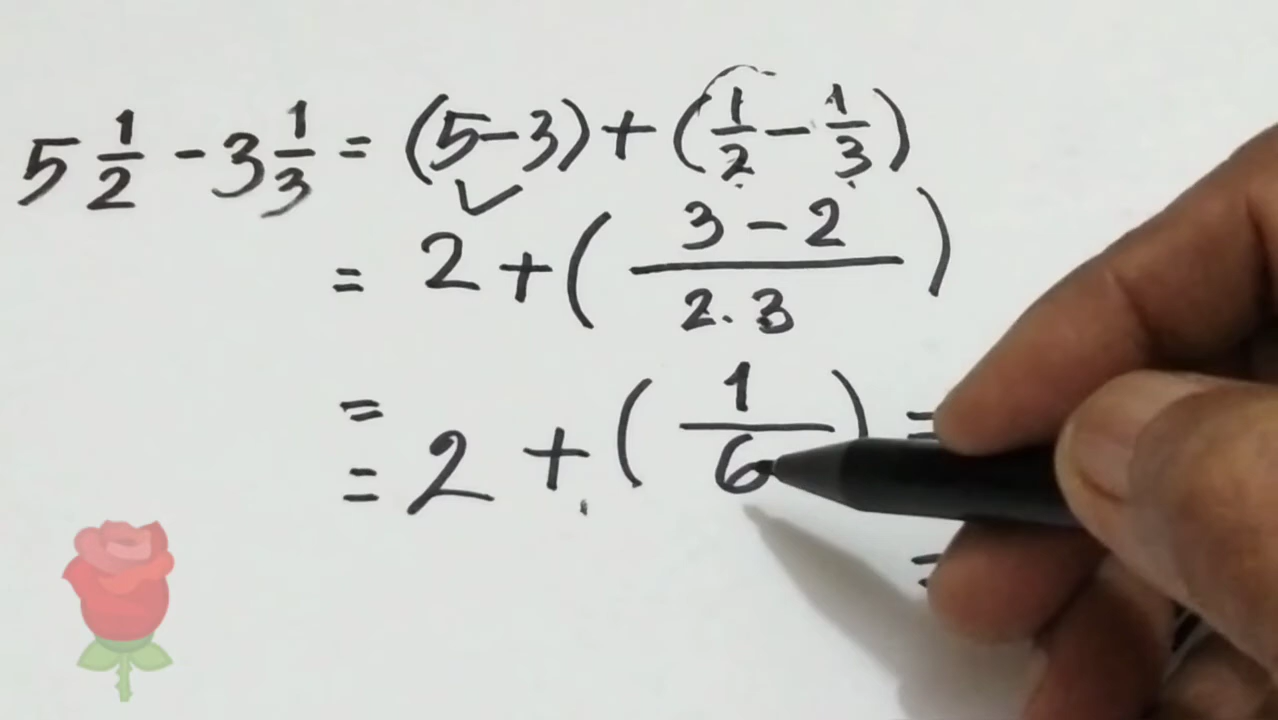 5 1/2 - 3 1/3 = (5-3) + (1/2 - 1/3)
= 2 + (3 - 2 / 2.3)
=
= 2 + (1/6) =
=